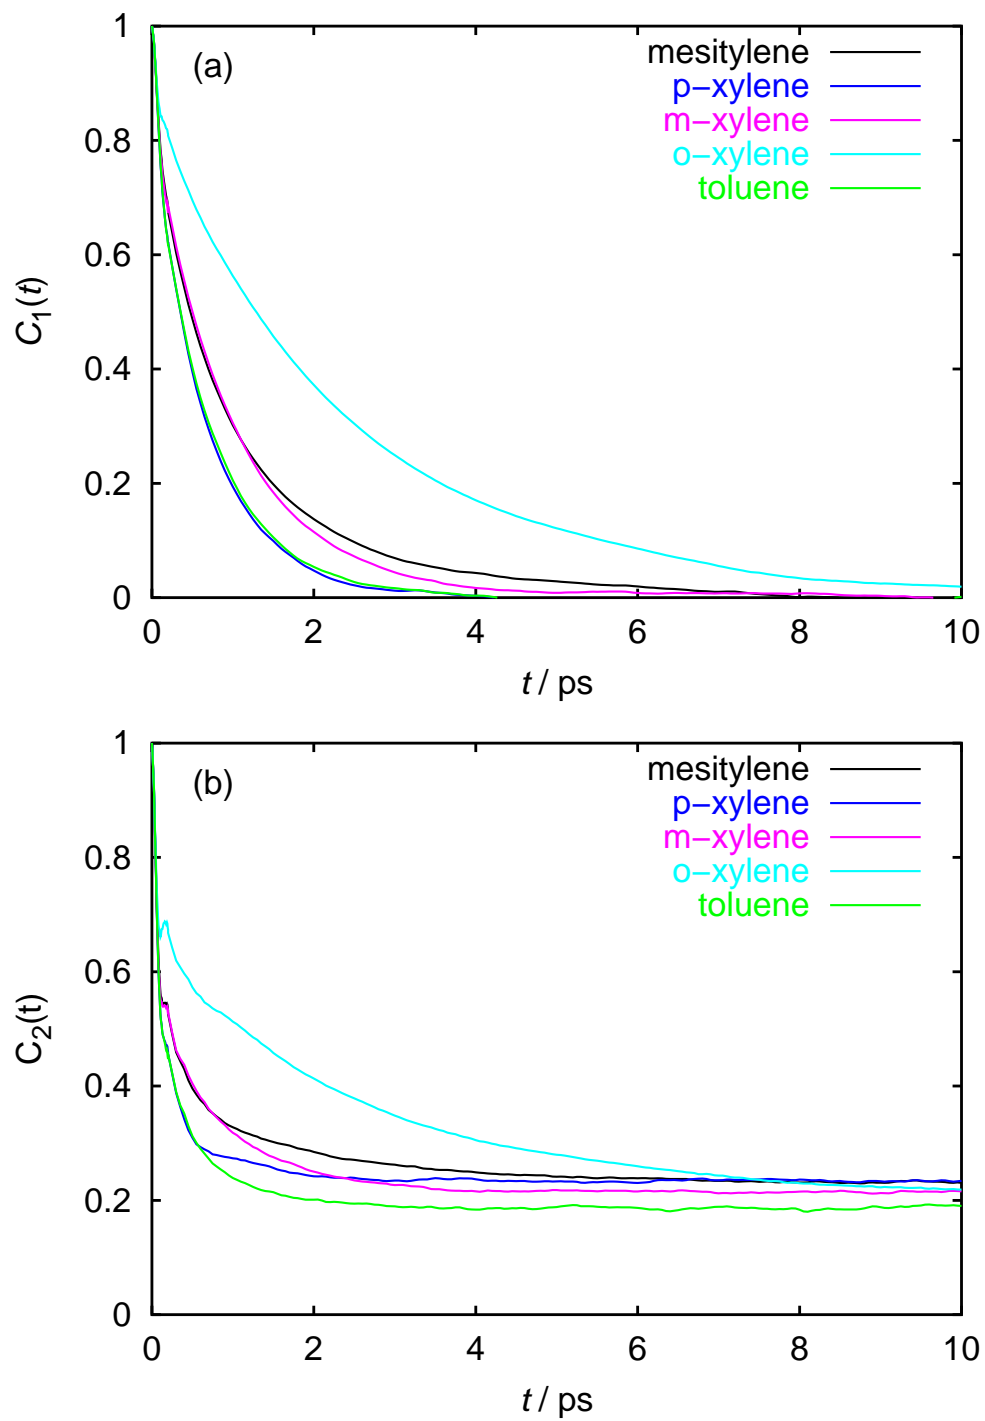 1
(a)
mesitylene
p−xylene
0.8
m−xylene
o−xylene
toluene
0.6
C1(t)
0.4
0.2
0
0 2 4 6 8 10
t / ps
1
(b)
mesitylene
p−xylene
0.8
m−xylene
o−xylene
toluene
0.6
C2(t)
0.4
0.2
0
0 2 4 6 8 10
t / ps